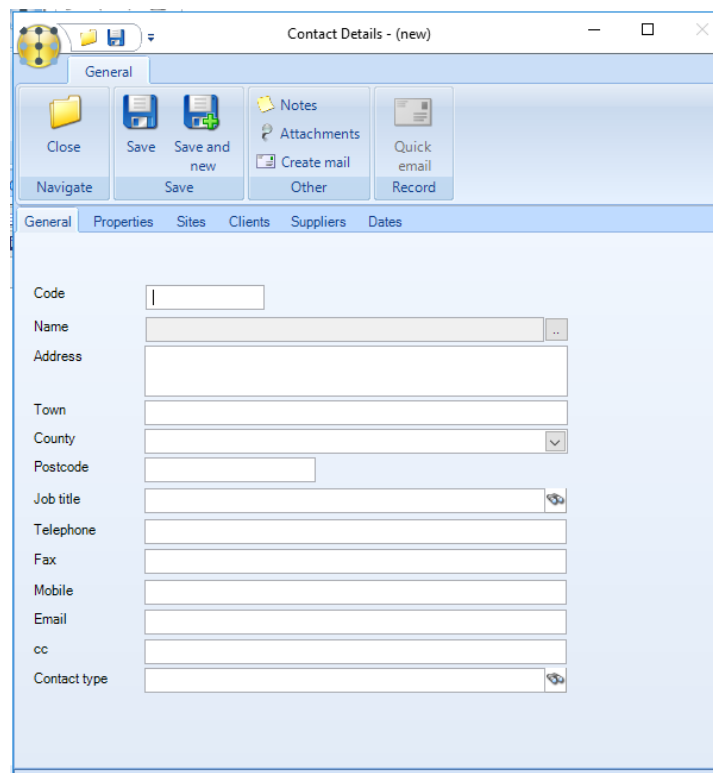 Contact Details - (new)
General
Close
Save
Save and
new
Notes
Attachments
Create mail
Quick
email
Navigate
Save
Other
Record
General Properties Sites Clients Suppliers Dates
Code
Name
..
Address
Town
County
Postcode
Job title
Telephone
Fax
Mobile
Email
cc
Contact type